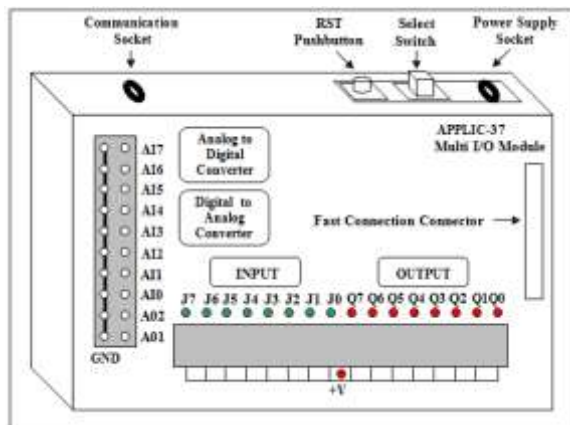 Communication
Socket
RST
Pushbutton
Select
Switch
Power Supply
Socket
APPLIC-37
Multi I/O Module
Analog to
Digital
Converter
Digital to
Analog
Converter
Fast Connection Connector
AI7
AI6
AI5
AI4
AI3
AI2
AI1
AI0
A02
A01
GND
INPUT
OUTPUT
J7 J6 J5 J4 J3 J2 J1 J0 Q7 Q6 Q5 Q4 Q3 Q2 Q1 Q0
+V